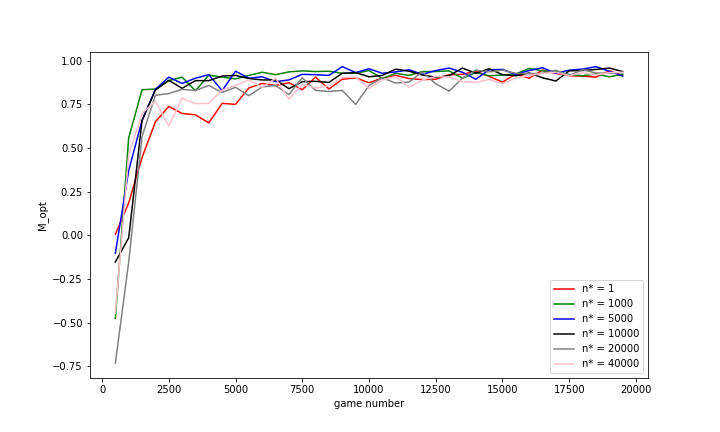 1.00
0.75
0.50
0.25
0.00
−0.25
−0.50
−0.75
M_opt
0 2500 5000 7500 10000 12500 15000 17500 20000
game number
n* = 1
n* = 1000
n* = 5000
n* = 10000
n* = 20000
n* = 40000